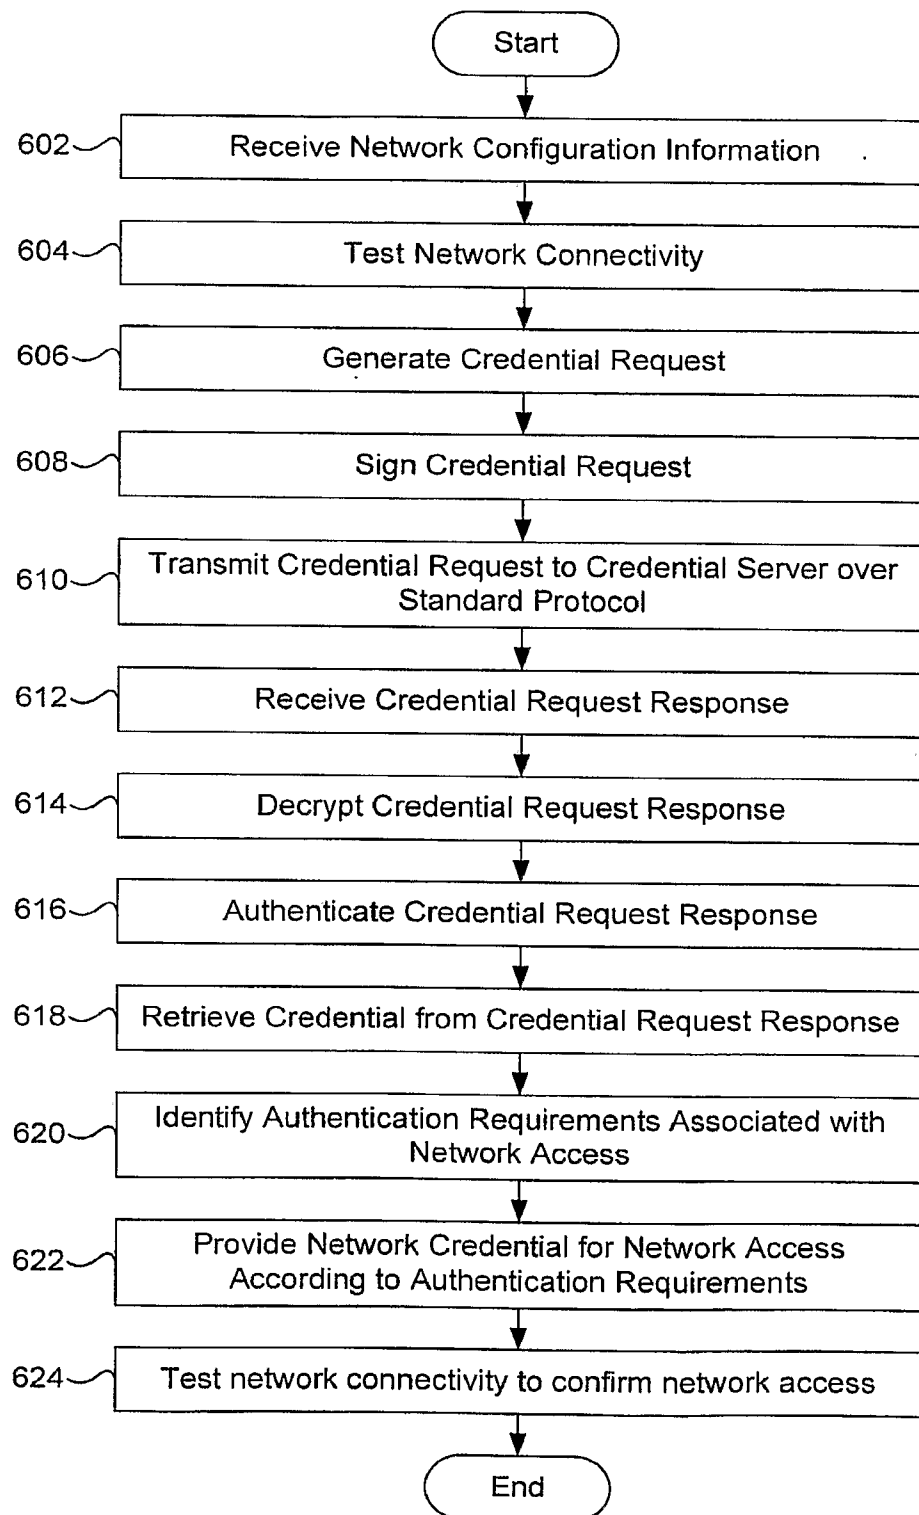 Start
602
Receive Network Configuration Information
604
Test Network Connectivity
606
Generate Credential Request
608
Sign Credential Request
610
Transmit Credential Request to Credential Server over
Standard Protocol
612
Receive Credential Request Response
614
Decrypt Credential Request Response
616
Authenticate Credential Request Response
618
Retrieve Credential from Credential Request Response
620
Identify Authentication Requirements Associated with
Network Access
622
Provide Network Credential for Network Access
According to Authentication Requirements
624
Test network connectivity to confirm network access
End